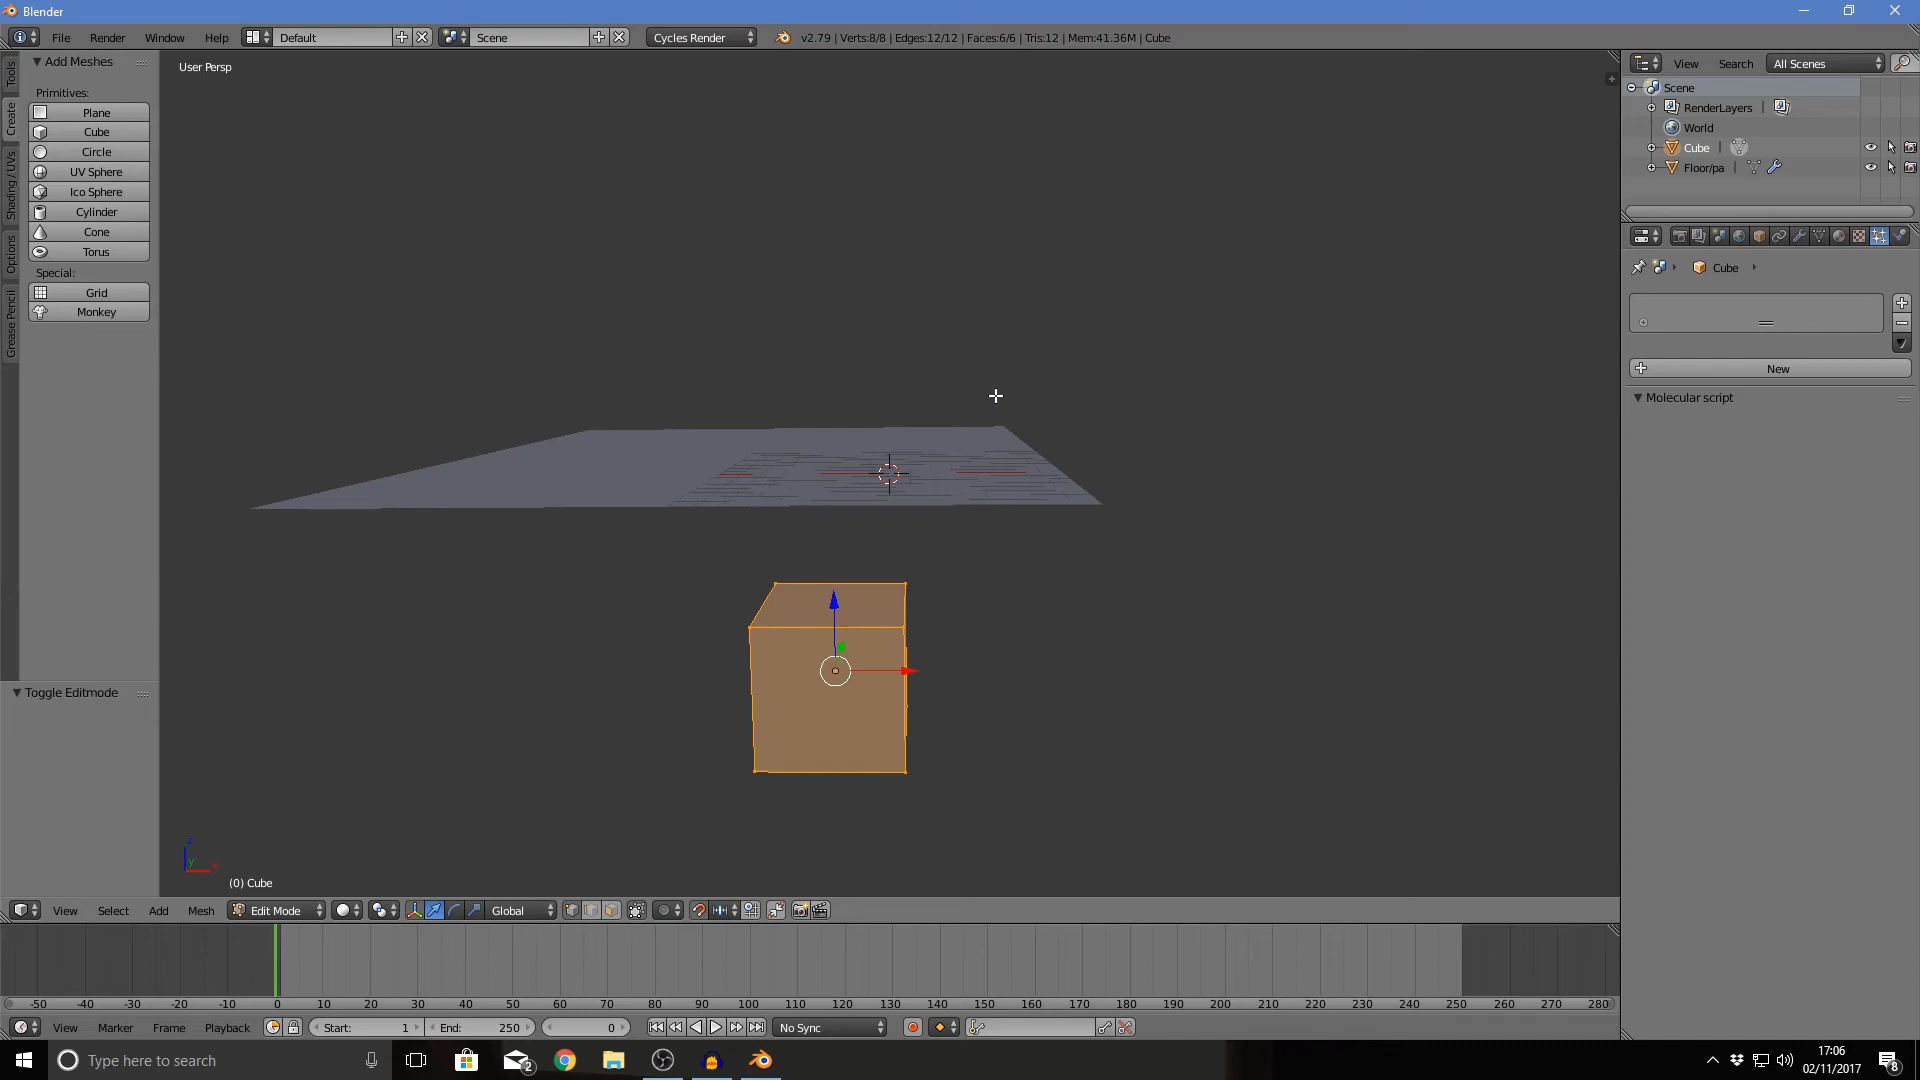 Blender
File Render Window Help Default Scene Cycles Render v2.79 | Verts:8/8 | Edges:12/12 | Faces:6/6 | Tris:12 | Mem:41.36M | Cube
Tools
Create
Shading / UVs
Options
Grease Pencil
Add Meshes
Primitives:
Plane
Cube
Circle
UV Sphere
Ico Sphere
Cylinder
Cone
Torus
Special:
Grid
Monkey
Toggle Editmode
User Persp
z
y
x
(0) Cube
View Search All Scenes
Scene
RenderLayers |
World
Cube |
Floor/pa |
Cube
New
Molecular script
View Select Add Mesh Edit Mode Global
-50 -40 -30 -20 -10 0 10 20 30 40 50 60 70 80 90 100 110 120 130 140 150 160 170 180 190 200 210 220 230 240 250 260 270 280
View Marker Frame Playback Start: 1 End: 250 0 No Sync
Type here to search
2
17:06
02/11/2017
8